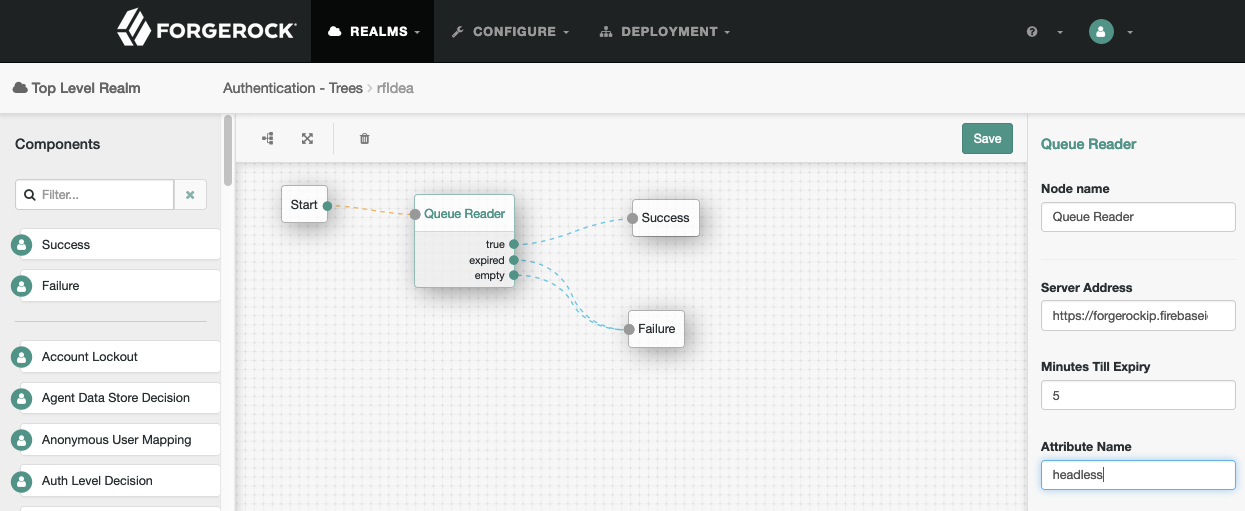 FORGEROCK
REALMS
CONFIGURE
DEPLOYMENT
Top Level Realm
Authentication - Trees > rfIdea
Components
Filter...
Success
Failure
Account Lockout
Agent Data Store Decision
Anonymous User Mapping
Auth Level Decision
Save
Start
Queue Reader
true
expired
empty
Success
Failure
Queue Reader
Node name
Queue Reader
Server Address
https://forgerockip.firebasei
Minutes Till Expiry
5
Attribute Name
headless